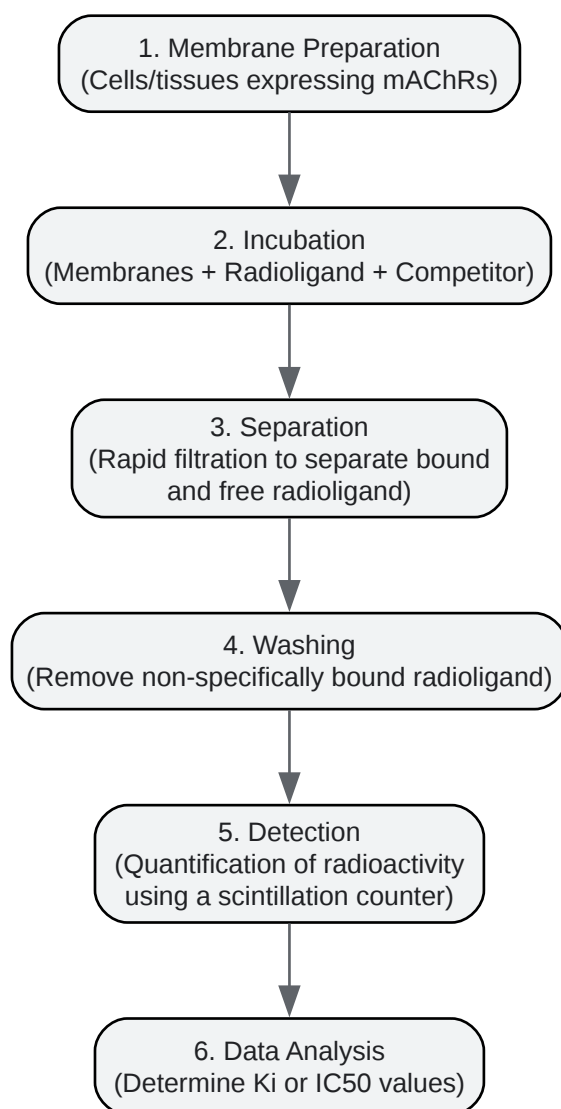 1. Membrane Preparation
(Cells/tissues expressing mAChRs)
2. Incubation
(Membranes + Radioligand + Competitor)
3. Separation
(Rapid filtration to separate bound
and free radioligand)
4. Washing
(Remove non-specifically bound radioligand)
5. Detection
(Quantification of radioactivity
using a scintillation counter)
6. Data Analysis
(Determine Ki or IC50 values)